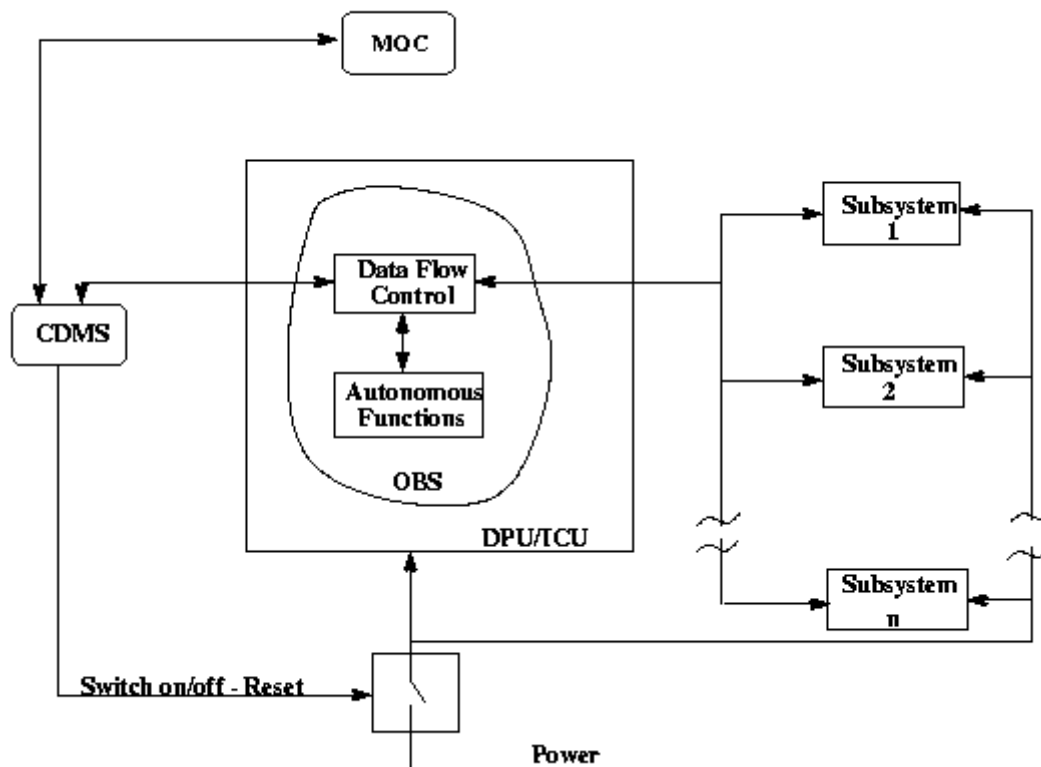 MOC
Subsystem
1
Data Flow
Control
CDMS
Subsystem
2
Autonomous
Functions
OBS
DPU/ICU
Subsystem
n
Switch on/off - Reset
Power